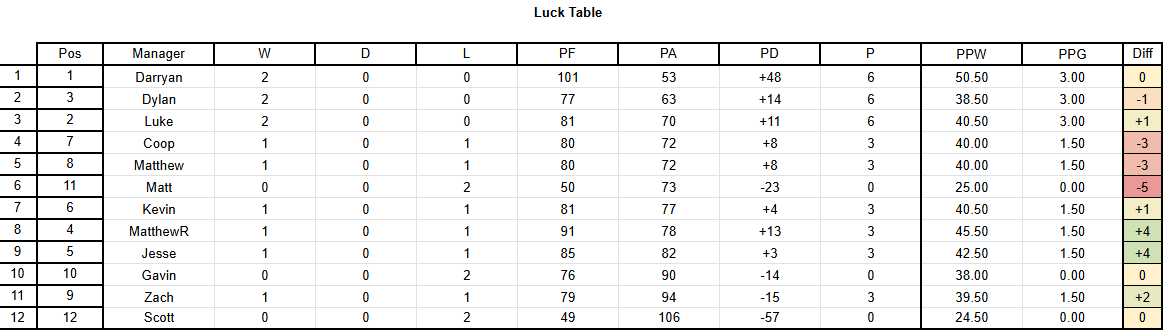 Luck Table
Pos Manager W D L PF PA PD P PPW PPG Diff
1 1 Darryan 2 0 0 101 53 +48 6 50.50 3.00 0
2 3 Dylan 2 0 0 77 63 +14 6 38.50 3.00 -1
3 2 Luke 2 0 0 81 70 +11 6 40.50 3.00 +1
4 7 Coop 1 0 1 80 72 +8 3 40.00 1.50 -3
5 8 Matthew 1 0 1 80 72 +8 3 40.00 1.50 -3
6 11 Matt 0 0 2 50 73 -23 0 25.00 0.00 -5
7 6 Kevin 1 0 1 81 77 +4 3 40.50 1.50 +1
8 4 MatthewR 1 0 1 91 78 +13 3 45.50 1.50 +4
9 5 Jesse 1 0 1 85 82 +3 3 42.50 1.50 +4
10 10 Gavin 0 0 2 76 90 -14 0 38.00 0.00 0
11 9 Zach 1 0 1 79 94 -15 3 39.50 1.50 +2
12 12 Scott 0 0 2 49 106 -57 0 24.50 0.00 0